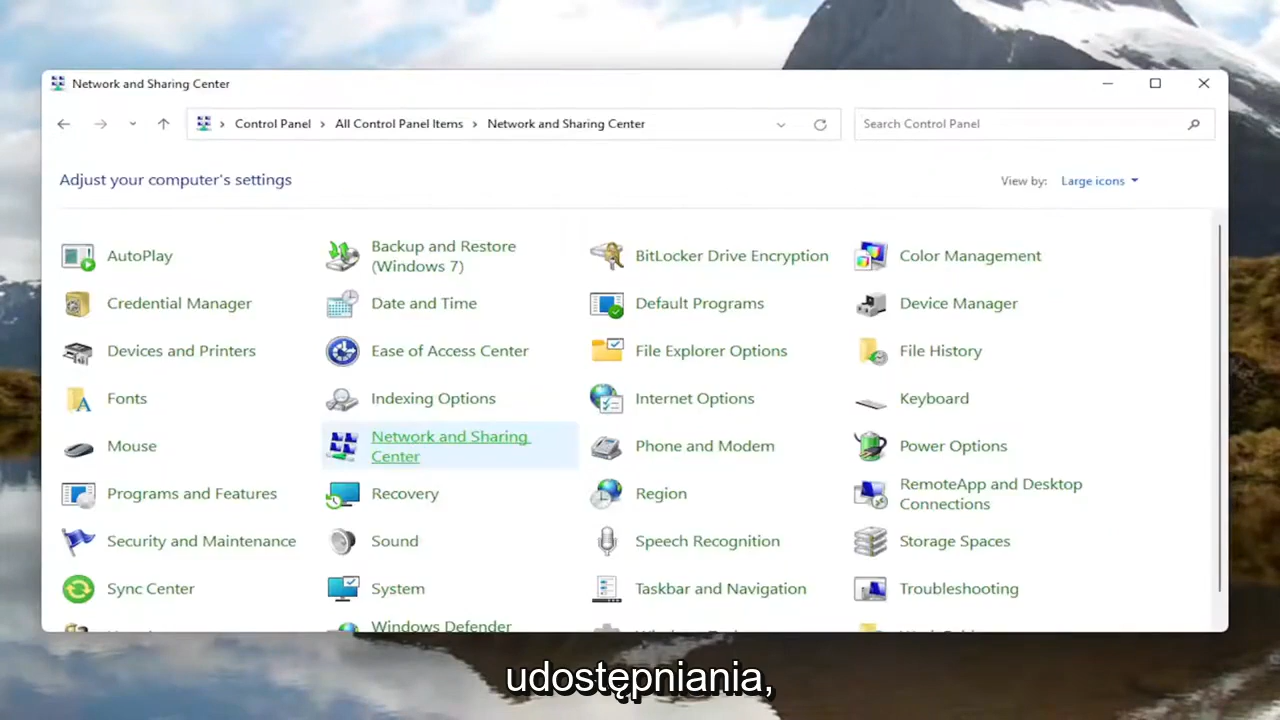 Network and Sharing Center
Control Panel > All Control Panel Items > Network and Sharing Center
Search Control Panel
Adjust your computer's settings
View by: Large icons
AutoPlay
Backup and Restore
(Windows 7)
BitLocker Drive Encryption
Color Management
Credential Manager
Date and Time
Default Programs
Device Manager
Devices and Printers
Ease of Access Center
File Explorer Options
File History
Fonts
Indexing Options
Internet Options
Keyboard
Mouse
Network and Sharing
Center
Phone and Modem
Power Options
Programs and Features
Recovery
Region
RemoteApp and Desktop
Connections
Security and Maintenance
Sound
Speech Recognition
Storage Spaces
Sync Center
System
Taskbar and Navigation
Troubleshooting
Windows Defender
udostępniania,